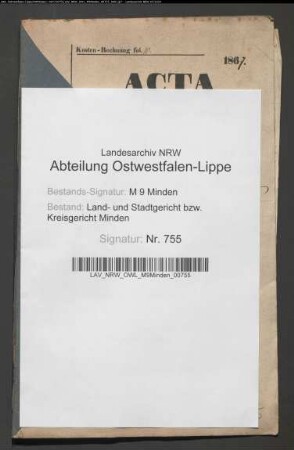 Kosten-Rechnung fol.
186
ACTA
Landesarchiv NRW
Abteilung Ostwestfalen-Lippe
Bestands-Signatur: M 9 Minden
Bestand: Land- und Stadtgericht bzw.
Kreisgericht Minden
Signatur: Nr. 755
LAV_NRW_OWL_M9Minden_00755